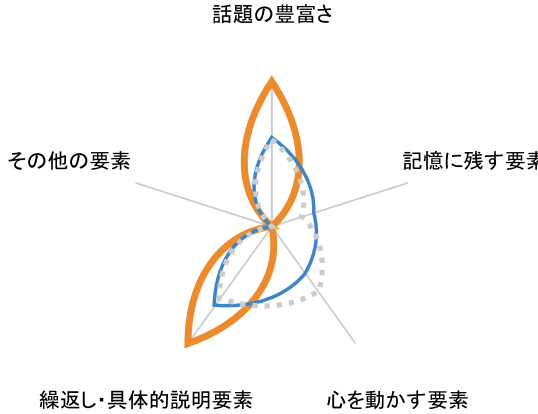 話題の豊富さ
その他の要素
記憶に残す要素
繰返し・具体的説明要素
心を動かす要素